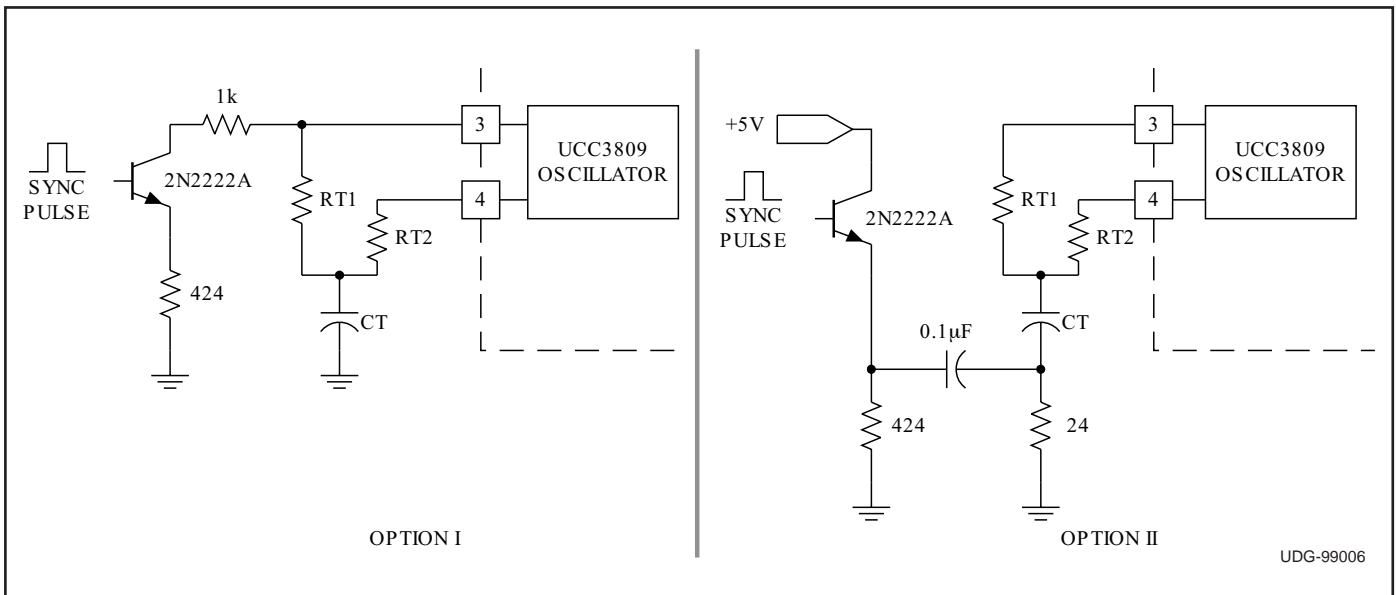 1k
SYNC
PULSE
2N2222A
424
RT1
RT2
CT
3
4
UCC3809
OSCILLATOR
OPTION I
+5V
SYNC
PULSE
2N2222A
424
0.1µF
24
RT1
RT2
CT
3
4
UCC3809
OSCILLATOR
OPTION II
UDG-99006